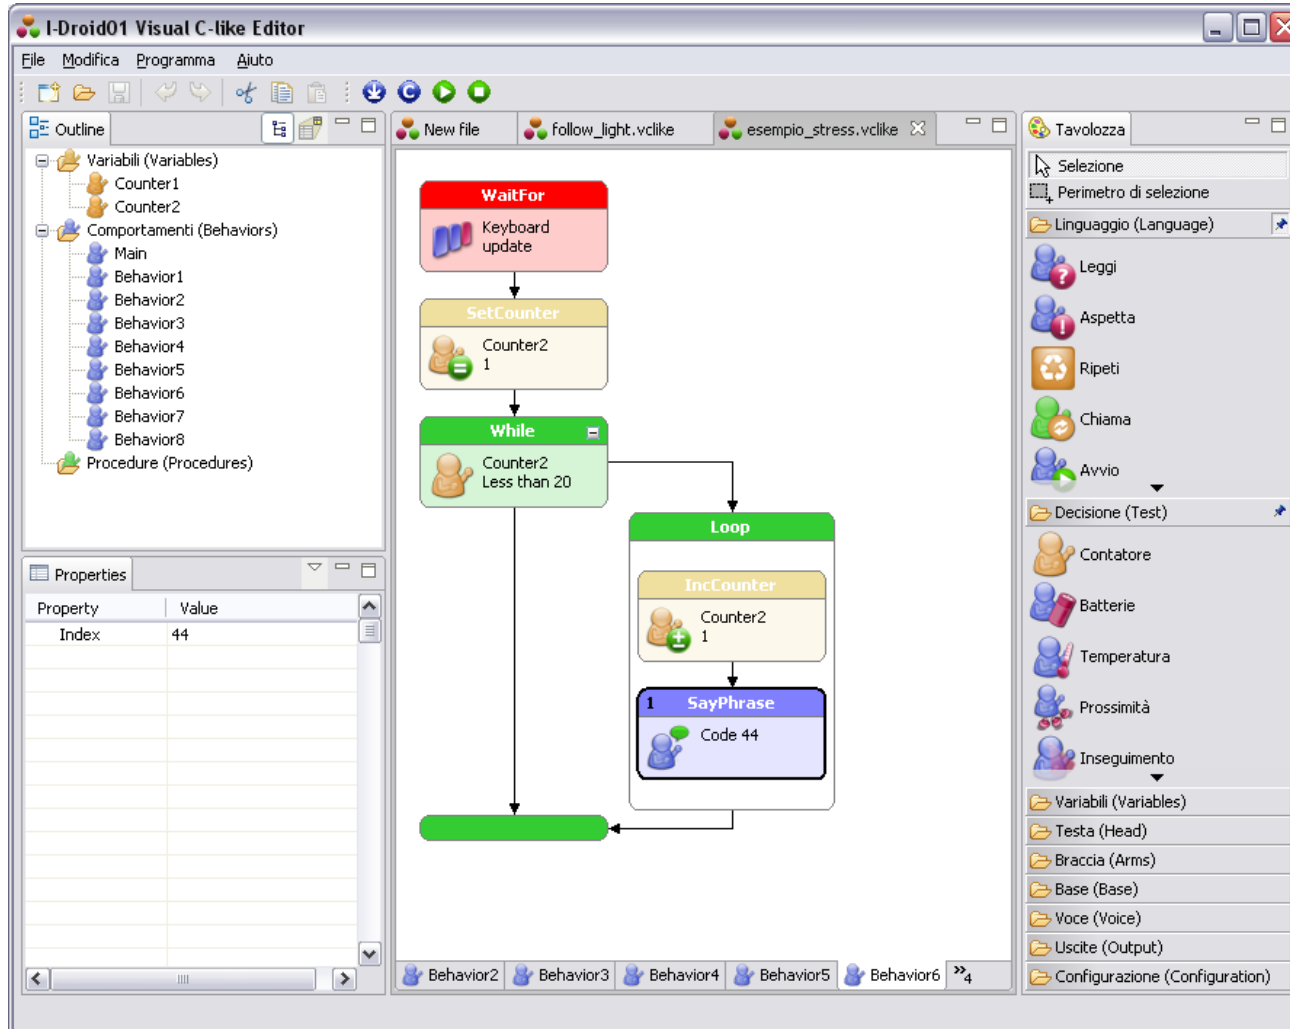 I-Droid01 Visual C-like Editor
File Modifica Programma Aiuto
Outline
Variabili (Variables)
Counter1
Counter2
Comportamenti (Behaviors)
Main
Behavior1
Behavior2
Behavior3
Behavior4
Behavior5
Behavior6
Behavior7
Behavior8
Procedure (Procedures)
Properties
Property Value
Index 44
New file follow_light.vclike esempio_stress.vclike
WaitFor
Keyboard
update
SetCounter
Counter2
1
While
Counter2
Less than 20
Loop
IncCounter
Counter2
1
1 SayPhrase
Code 44
Behavior2 Behavior3 Behavior4 Behavior5 Behavior6 »4
Tavolozza
Selezione
Perimetro di selezione
Linguaggio (Language)
Leggi
Aspetta
Ripeti
Chiama
Avvio
Decisione (Test)
Contatore
Batterie
Temperatura
Prossimità
Inseguimento
Variabili (Variables)
Testa (Head)
Braccia (Arms)
Base (Base)
Voce (Voice)
Uscite (Output)
Configurazione (Configuration)